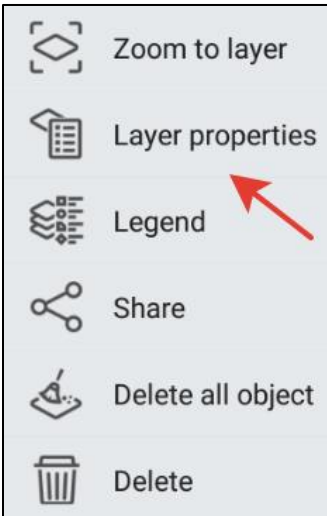 Zoom to layer
Layer properties
Legend
Share
Delete all object
Delete